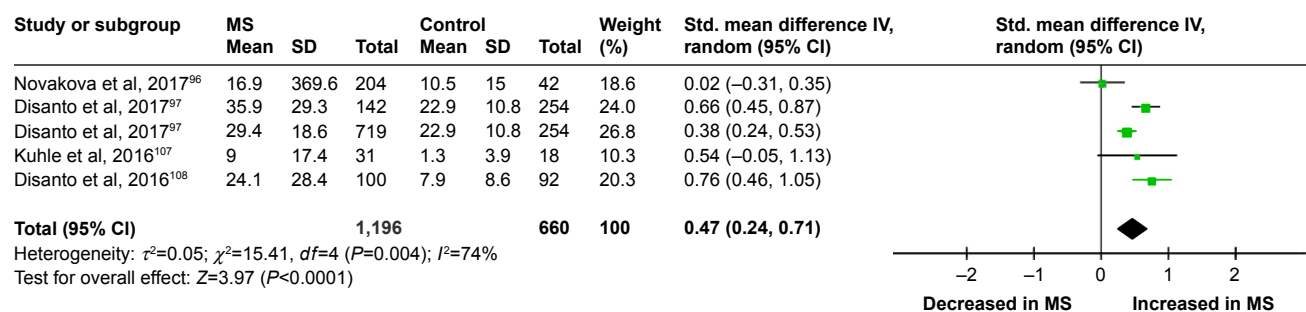 Study or subgroup MS Control Weight Std. mean difference IV, Std. mean difference IV,
Mean SD Total Mean SD Total (%) random (95% CI) random (95% CI)
Novakova et al, 2017⁹⁶ 16.9 369.6 204 10.5 15 42 18.6 0.02 (–0.31, 0.35)
Disanto et al, 2017⁹⁷ 35.9 29.3 142 22.9 10.8 254 24.0 0.66 (0.45, 0.87)
Disanto et al, 2017⁹⁷ 29.4 18.6 719 22.9 10.8 254 26.8 0.38 (0.24, 0.53)
Kuhle et al, 2016¹⁰⁷ 9 17.4 31 1.3 3.9 18 10.3 0.54 (–0.05, 1.13)
Disanto et al, 2016¹⁰⁸ 24.1 28.4 100 7.9 8.6 92 20.3 0.76 (0.46, 1.05)
Total (95% CI) 1,196 660 100 0.47 (0.24, 0.71)
Heterogeneity: τ²=0.05; χ²=15.41, df=4 (P=0.004); I²=74%
Test for overall effect: Z=3.97 (P<0.0001)
–2 –1 0 1 2
Decreased in MS Increased in MS